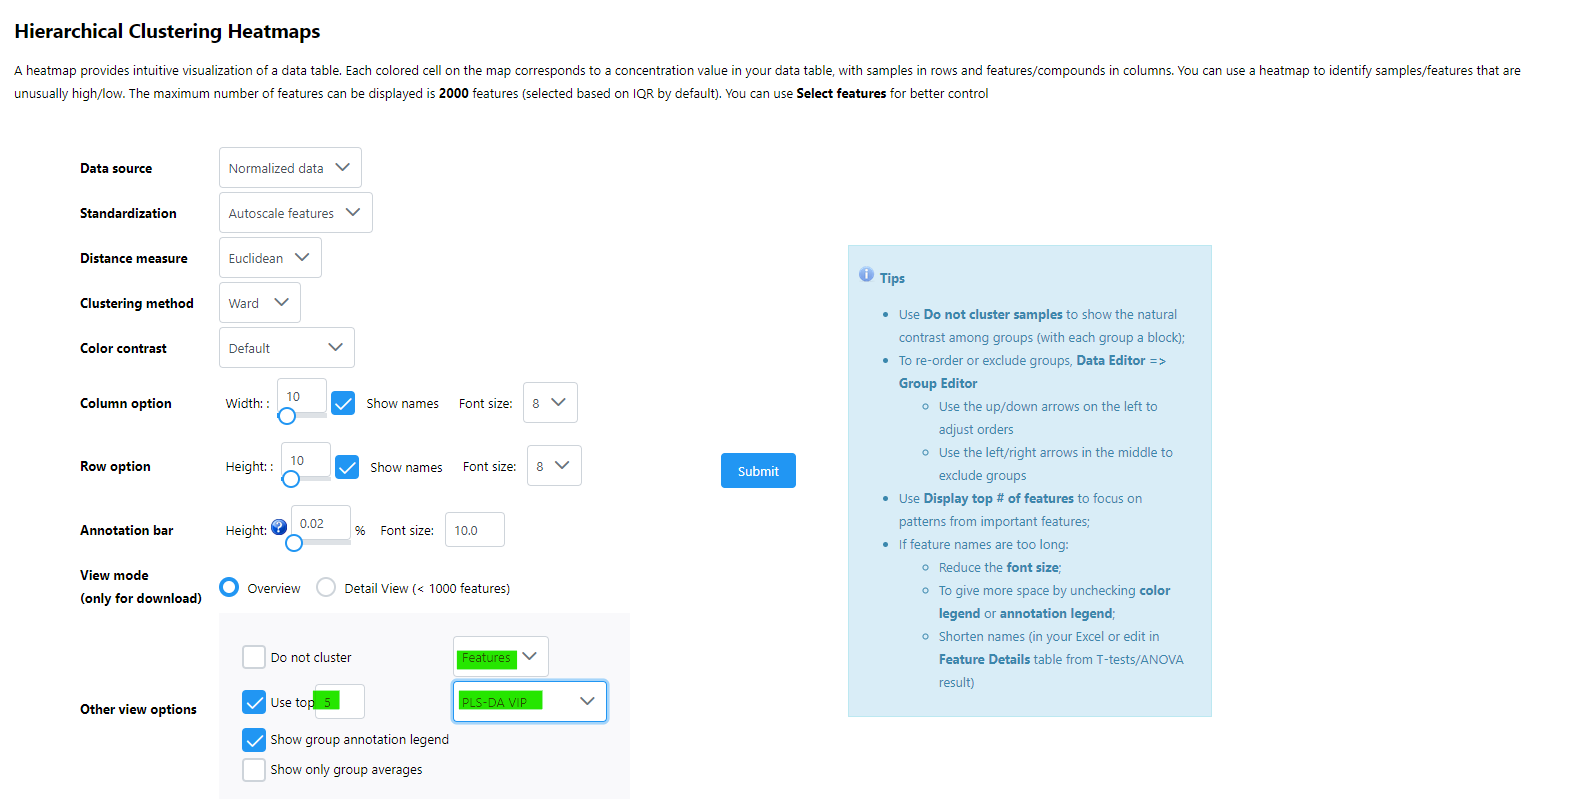 Hierarchical Clustering Heatmaps
A heatmap provides intuitive visualization of a data table. Each colored cell on the map corresponds to a concentration value in your data table, with samples in rows and features/compounds in columns. You can use a heatmap to identify samples/features that are
unusually high/low. The maximum number of features can be displayed is 2000 features (selected based on IQR by default). You can use Select features for better control
Data source Normalized data
Standardization Autoscale features
Distance measure Euclidean
Clustering method Ward
Color contrast Default
Column option Width: : 10 Show names Font size: 8
Row option Height: : 10 Show names Font size: 8
Submit
Annotation bar Height: ? 0.02 % Font size: 10.0
View mode
(only for download) Overview Detail View (< 1000 features)
Other view options
Do not cluster Features
Use top 5 PLS-DA VIP
Show group annotation legend
Show only group averages
i Tips
Use Do not cluster samples to show the natural
contrast among groups (with each group a block);
To re-order or exclude groups, Data Editor =>
Group Editor
Use the up/down arrows on the left to
adjust orders
Use the left/right arrows in the middle to
exclude groups
Use Display top # of features to focus on
patterns from important features;
If feature names are too long:
Reduce the font size;
To give more space by unchecking color
legend or annotation legend;
Shorten names (in your Excel or edit in
Feature Details table from T-tests/ANOVA
result)